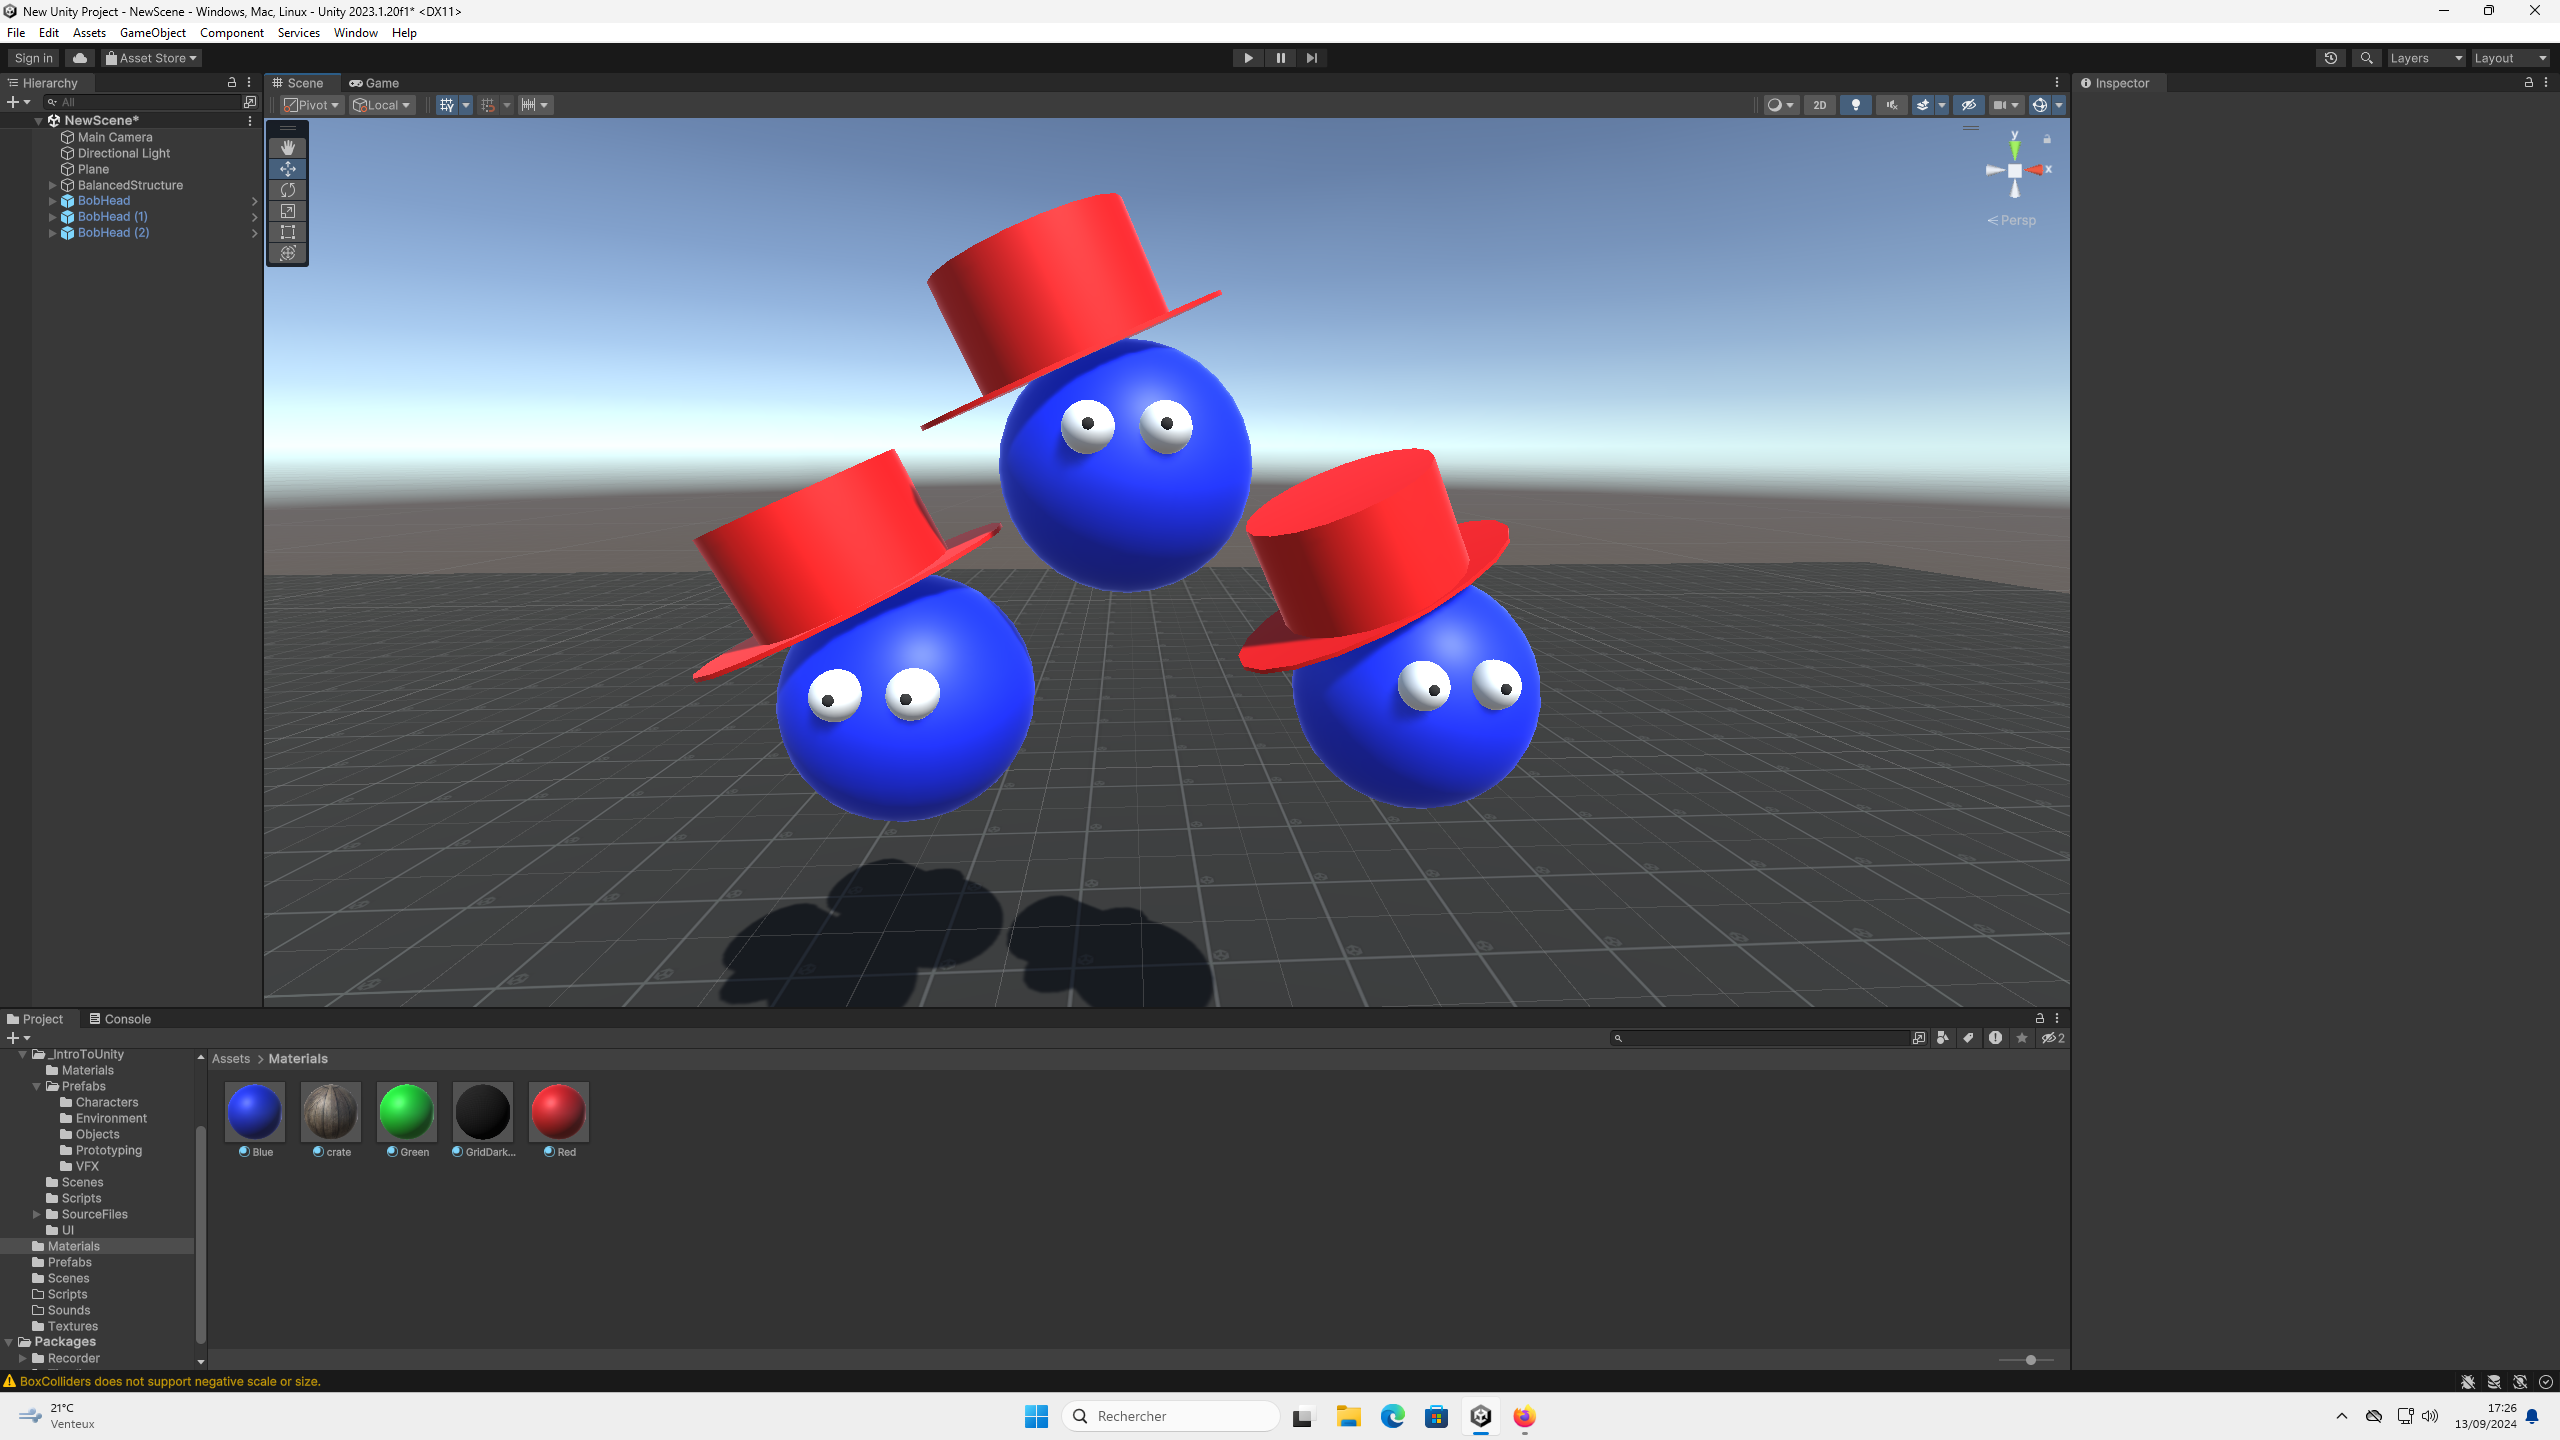 New Unity Project - NewScene - Windows, Mac, Linux - Unity 2023.1.20f1* <DX11>
File Edit Assets GameObject Component Services Window Help
Sign in Asset Store Layers Layout
Hierarchy Scene Game Inspector
All Pivot Local 2D
NewScene*
Main Camera
Directional Light
Plane
BalancedStructure
BobHead
BobHead (1)
BobHead (2)
y
x
Persp
Project Console
2
_IntroToUnity
Materials
Prefabs
Characters
Environment
Objects
Prototyping
VFX
Scenes
Scripts
SourceFiles
UI
Materials
Prefabs
Scenes
Scripts
Sounds
Textures
Packages
Recorder
Assets > Materials
Blue crate Green GridDark... Red
BoxColliders does not support negative scale or size.
21°C
Venteux
Rechercher
17:26
13/09/2024